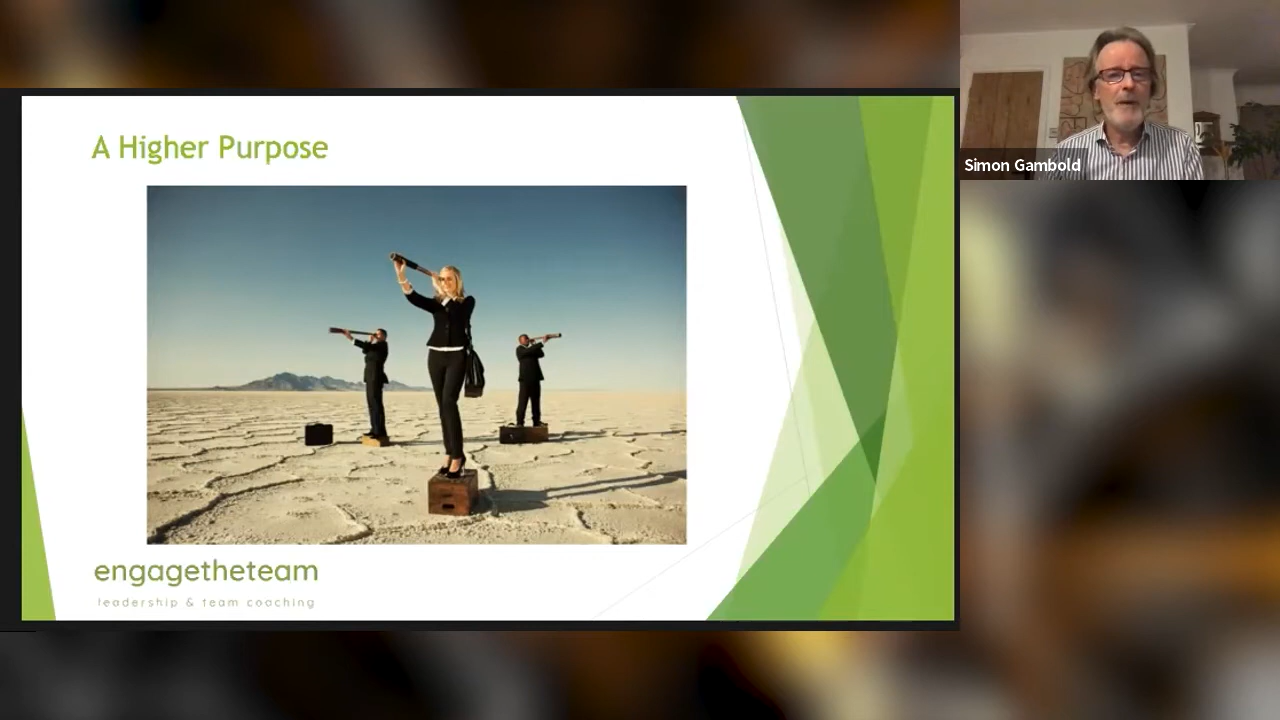 A Higher Purpose
engagetheteam
leadership & team coaching
Simon Gambold